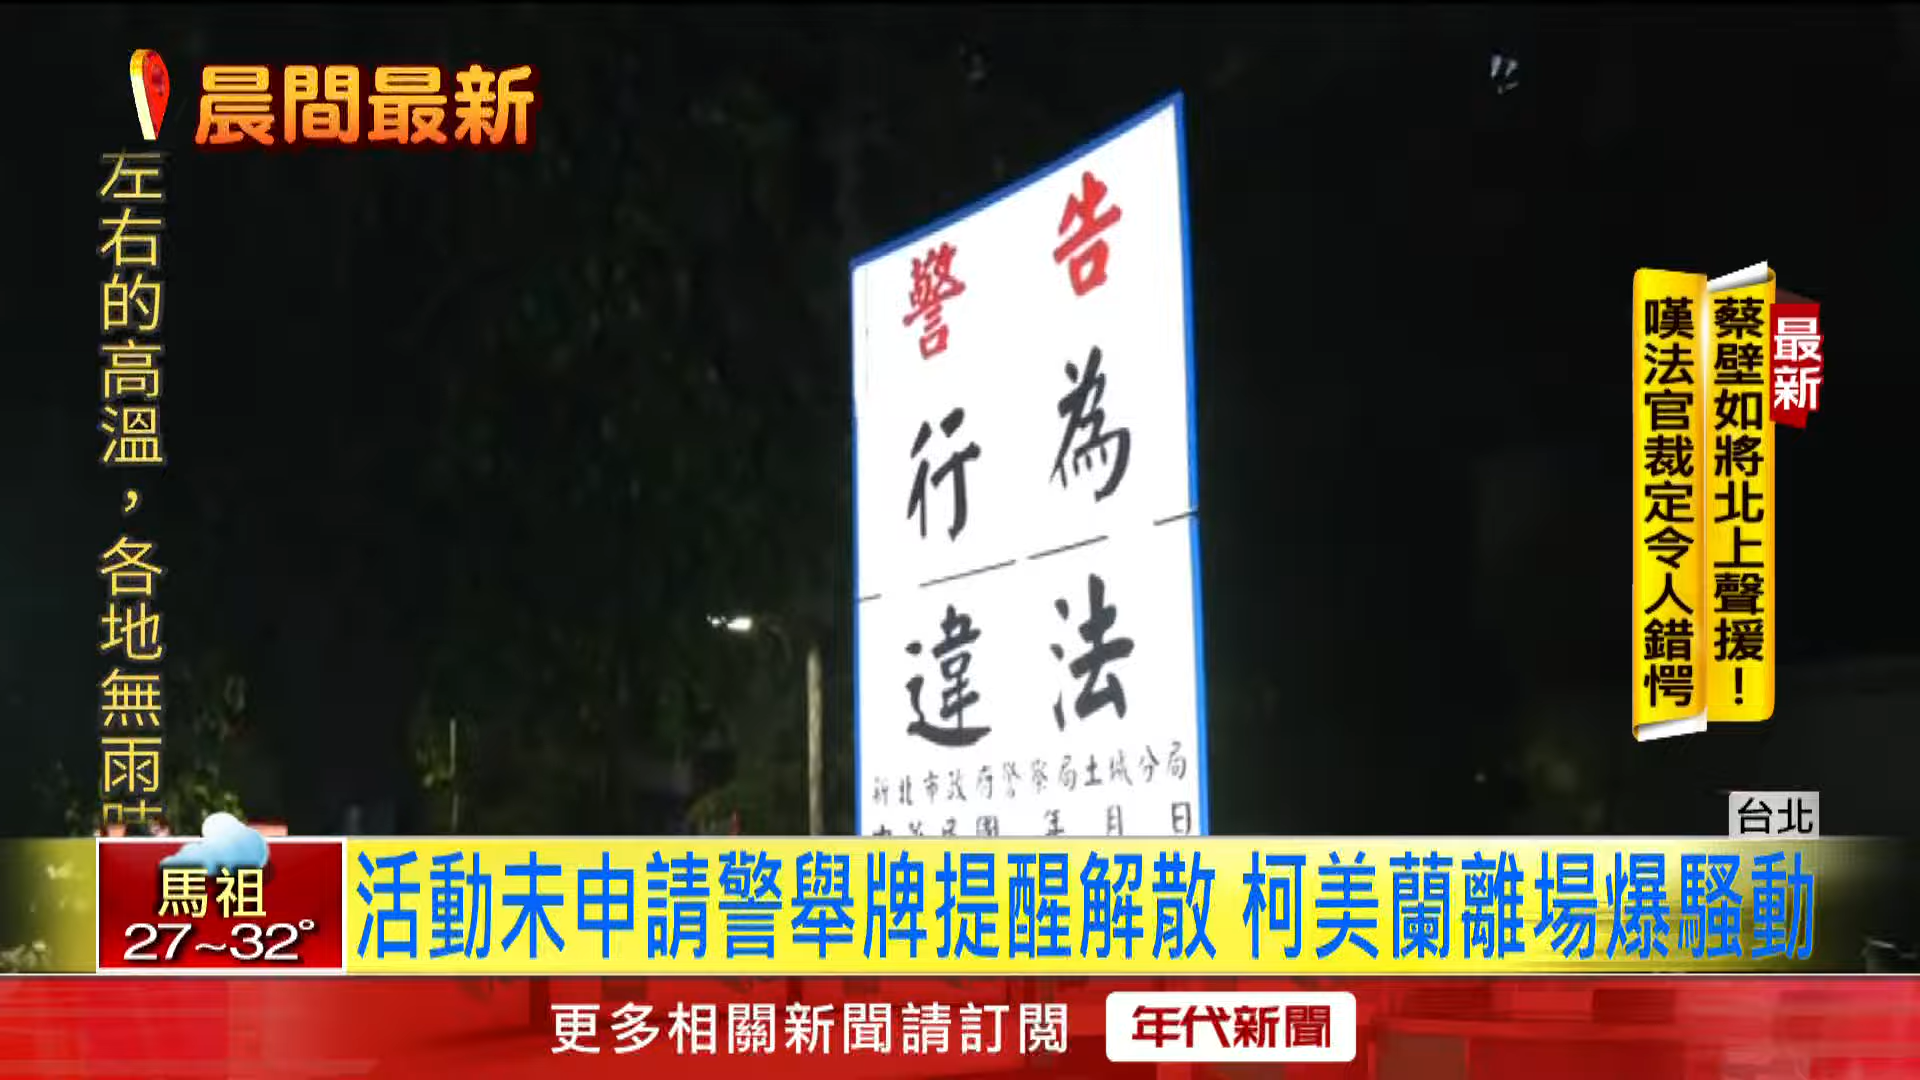 晨間最新
左右的高溫，各地無雨
告
警
為
行
法
違
新北市政府警察局土城分局
年 月 日
最新
蔡壁如將北上聲援！
嘆法官裁定令人錯愕
台北
馬祖
27~32°
活動未申請警舉牌提醒解散 柯美蘭離場爆騷動
更多相關新聞請訂閱
年代新聞